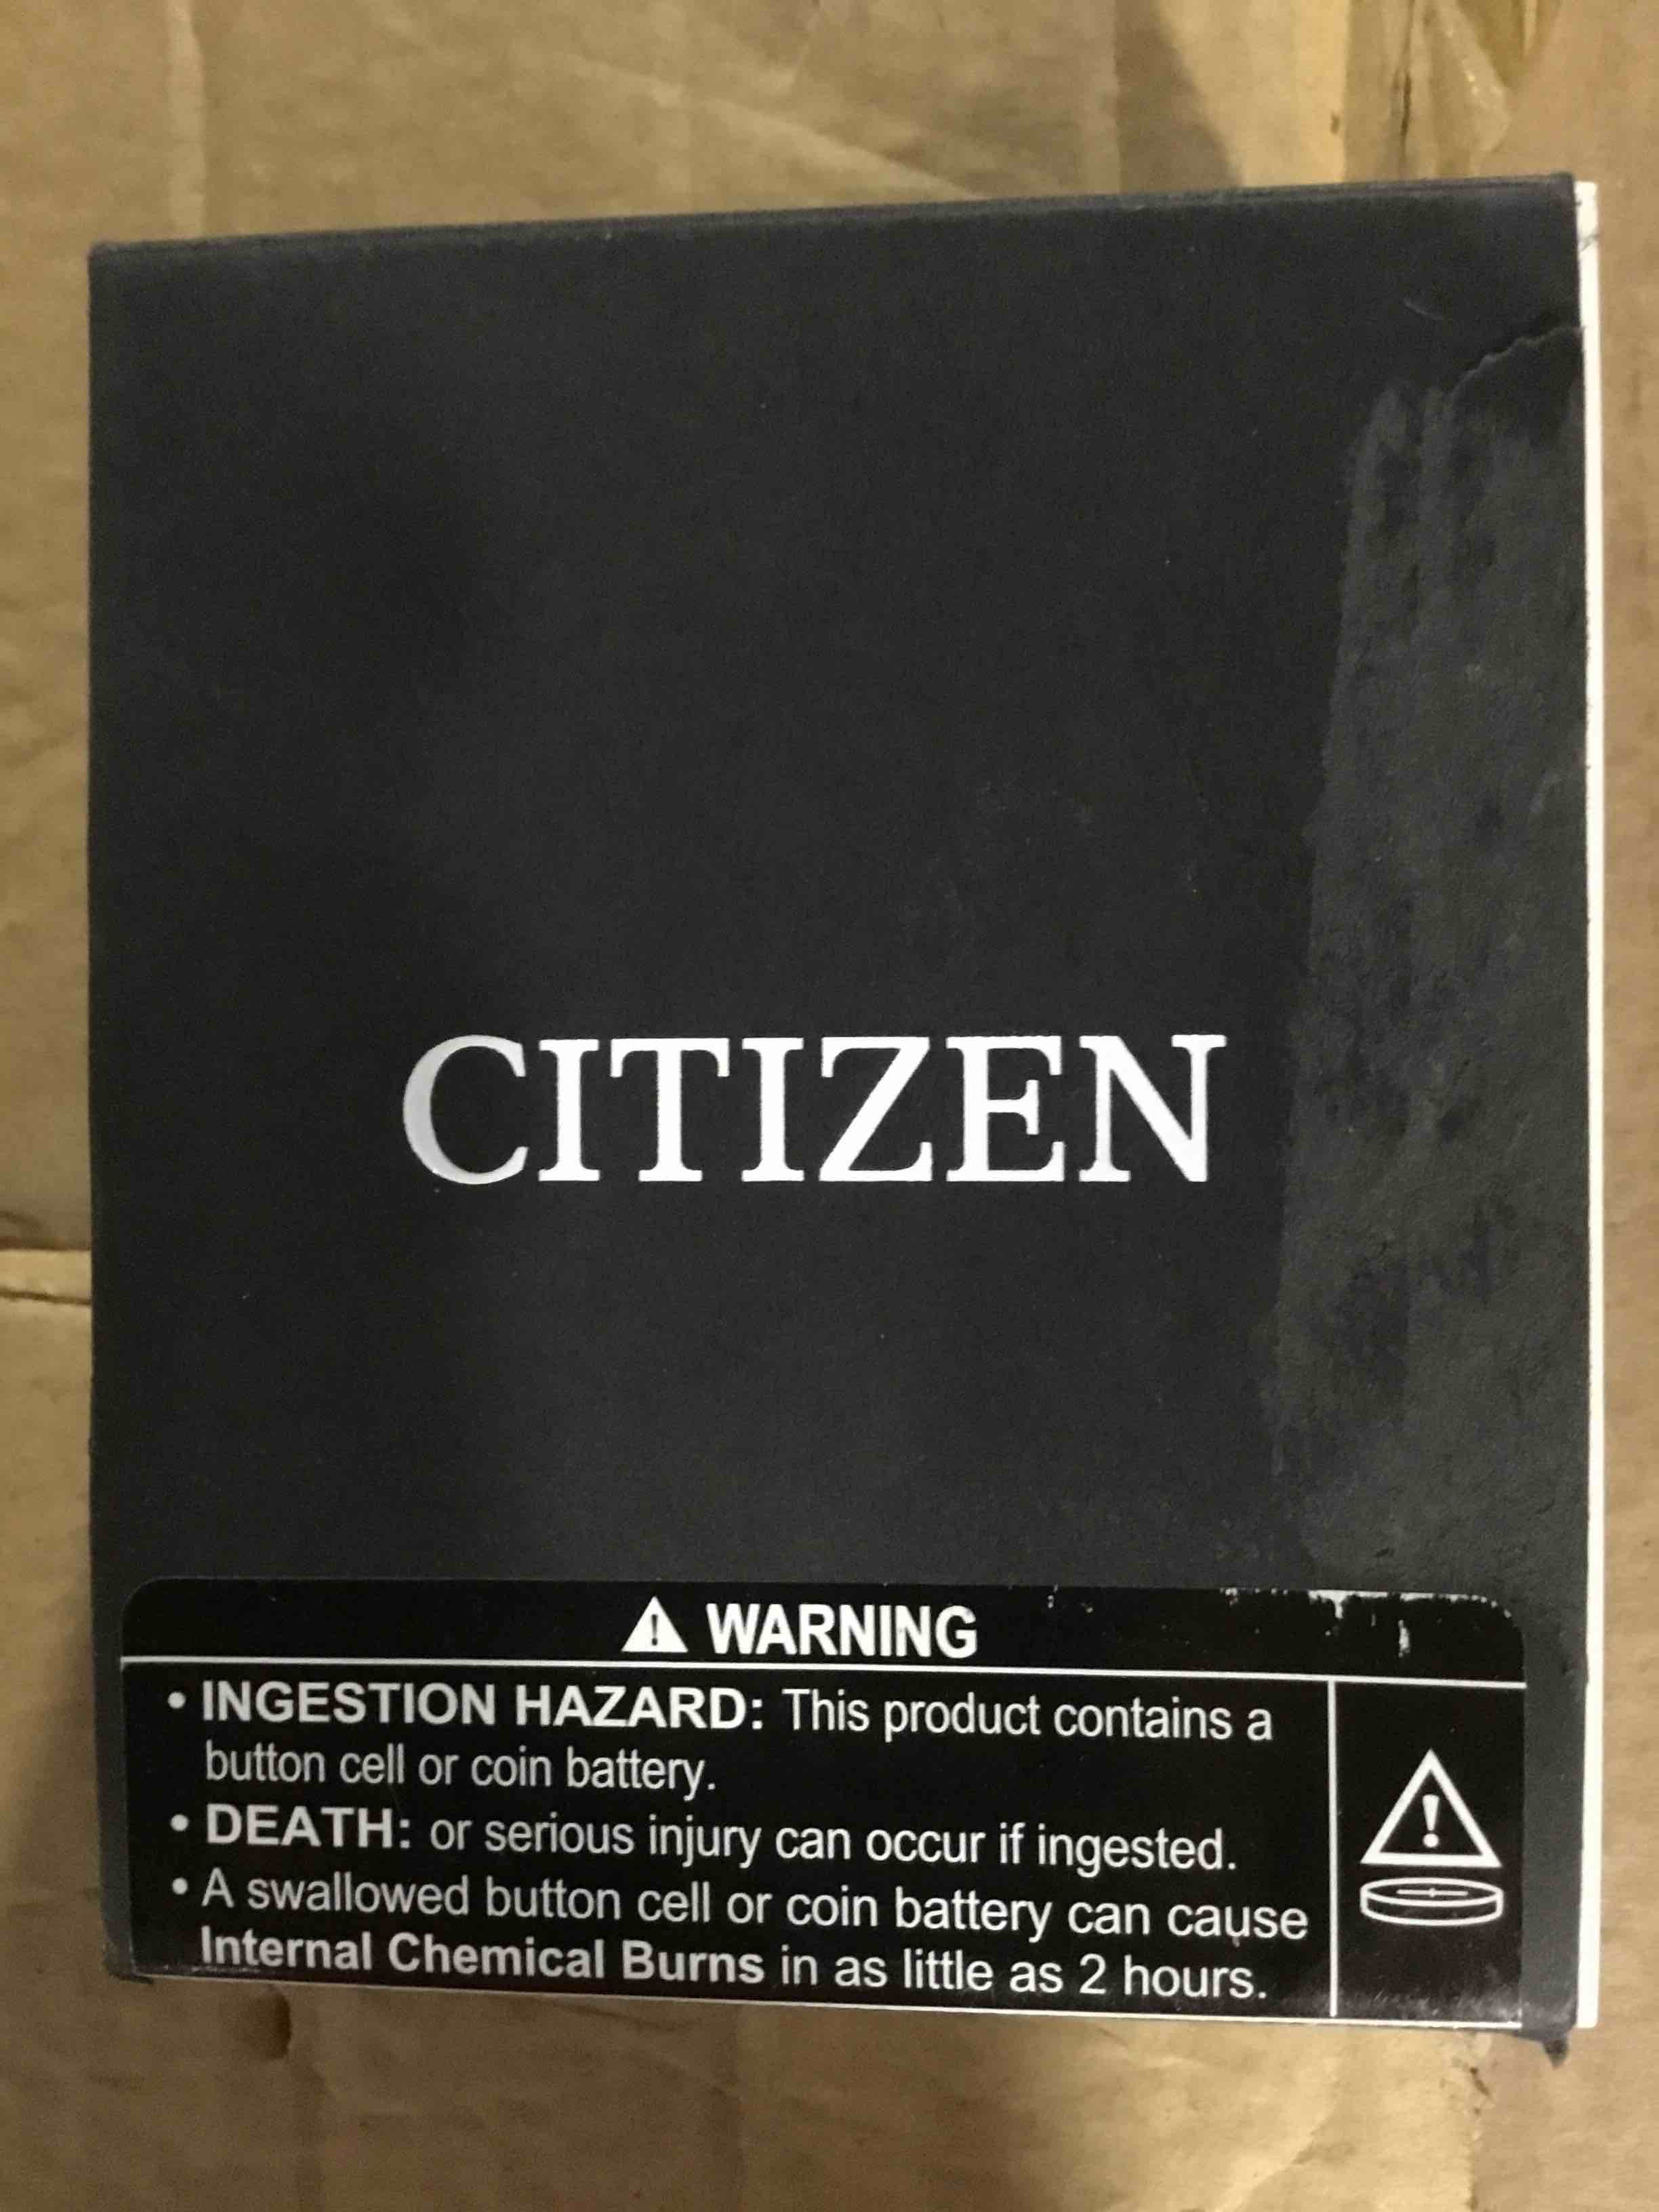 CITIZEN
WARNING
• INGESTION HAZARD: This product contains a
button cell or coin battery.
• DEATH: or serious injury can occur if ingested.
• A swallowed button cell or coin battery can cause
Internal Chemical Burns in as little as 2 hours.